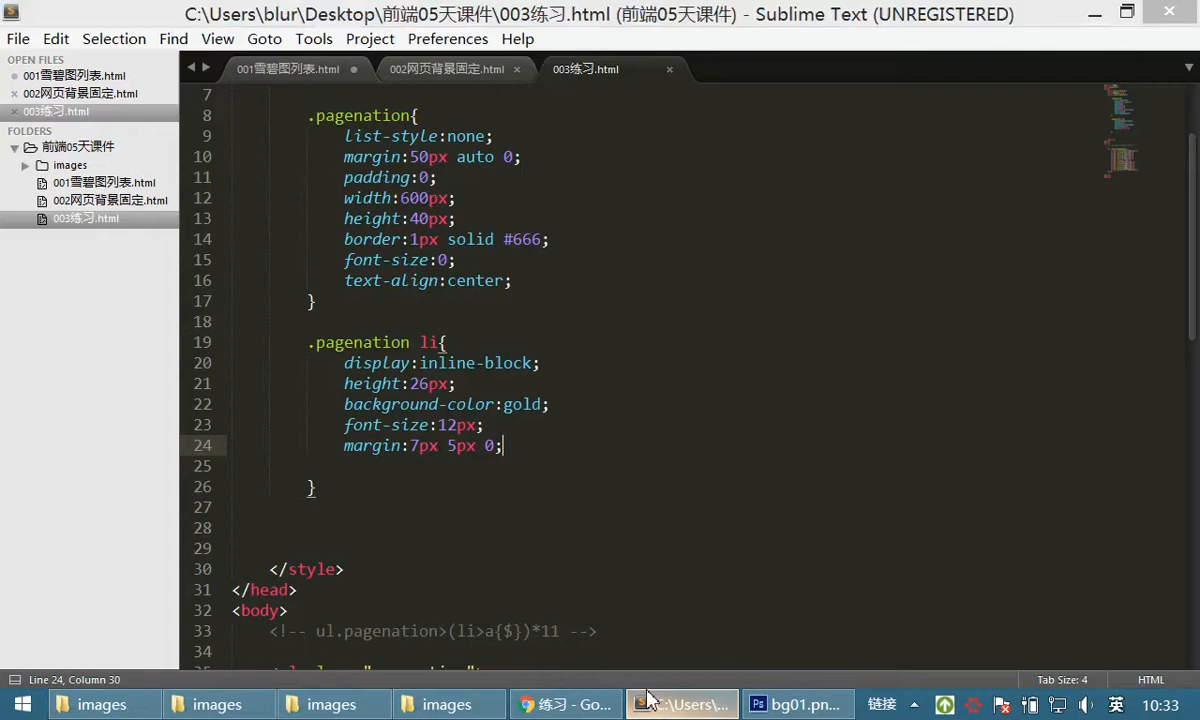 C:\Users\blur\Desktop\前端05天课件\003练习.html (前端05天课件) - Sublime Text (UNREGISTERED)
File Edit Selection Find View Goto Tools Project Preferences Help
OPEN FILES
001雪碧图列表.html
002网页背景固定.html
003练习.html
FOLDERS
前端05天课件
images
001雪碧图列表.html
002网页背景固定.html
003练习.html
001雪碧图列表.html 002网页背景固定.html 003练习.html
7
8 .pagenation{
9 list-style:none;
10 margin:50px auto 0;
11 padding:0;
12 width:600px;
13 height:40px;
14 border:1px solid #666;
15 font-size:0;
16 text-align:center;
17 }
18
19 .pagenation li{
20 display:inline-block;
21 height:26px;
22 background-color:gold;
23 font-size:12px;
24 margin:7px 5px 0;
25
26 }
27
28
29
30 </style>
31 </head>
32 <body>
33 <!-- ul.pagenation>(li>a{$})*11 -->
34
Line 24, Column 30 Tab Size: 4 HTML
images images images images 练习 - Go... C:\Users\... bg01.pn... 链接 英 10:33